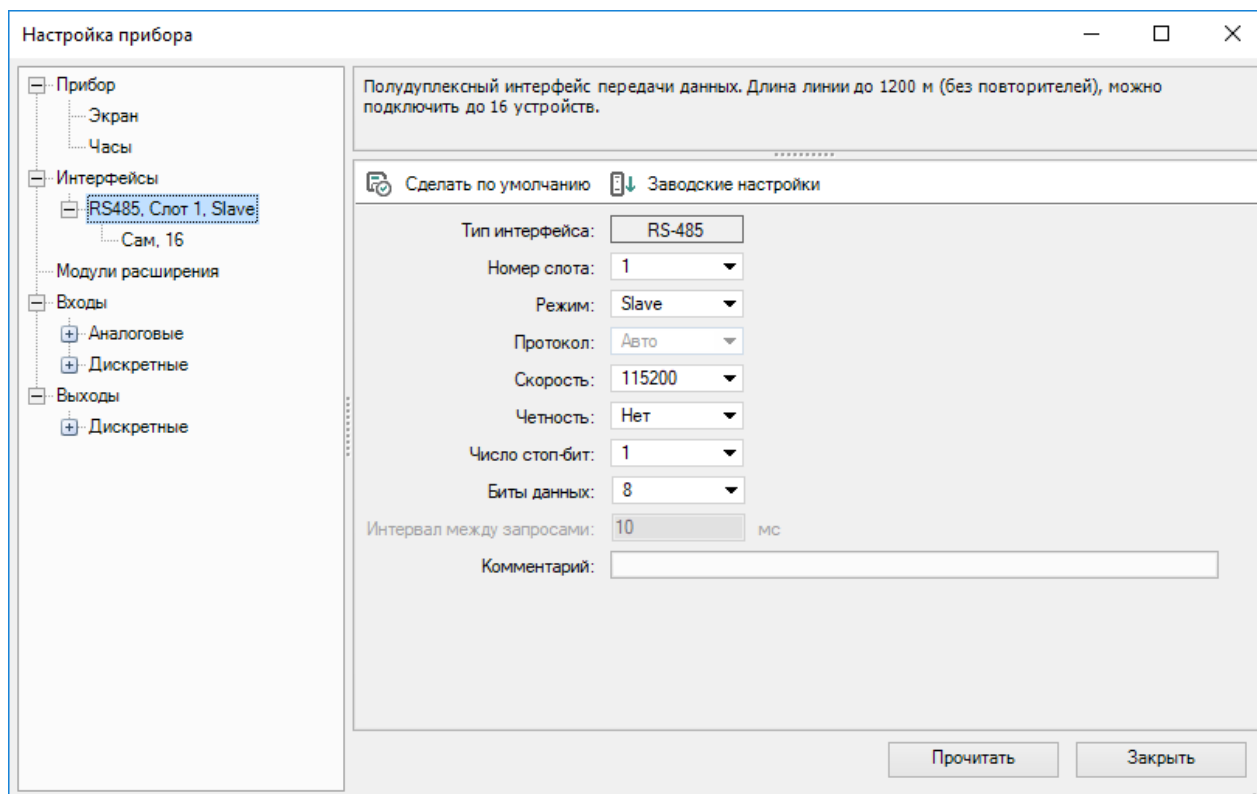 Настройка прибора
Прибор
Экран
Часы
Интерфейсы
RS485, Слот 1, Slave
Сам, 16
Модули расширения
Входы
Аналоговые
Дискретные
Выходы
Дискретные
Полудуплексный интерфейс передачи данных. Длина линии до 1200 м (без повторителей), можно
подключить до 16 устройств.
Сделать по умолчанию Заводские настройки
Тип интерфейса: RS-485
Номер слота: 1
Режим: Slave
Протокол: Авто
Скорость: 115200
Четность: Нет
Число стоп-бит: 1
Биты данных: 8
Интервал между запросами: 10 мс
Комментарий:
Прочитать Закрыть